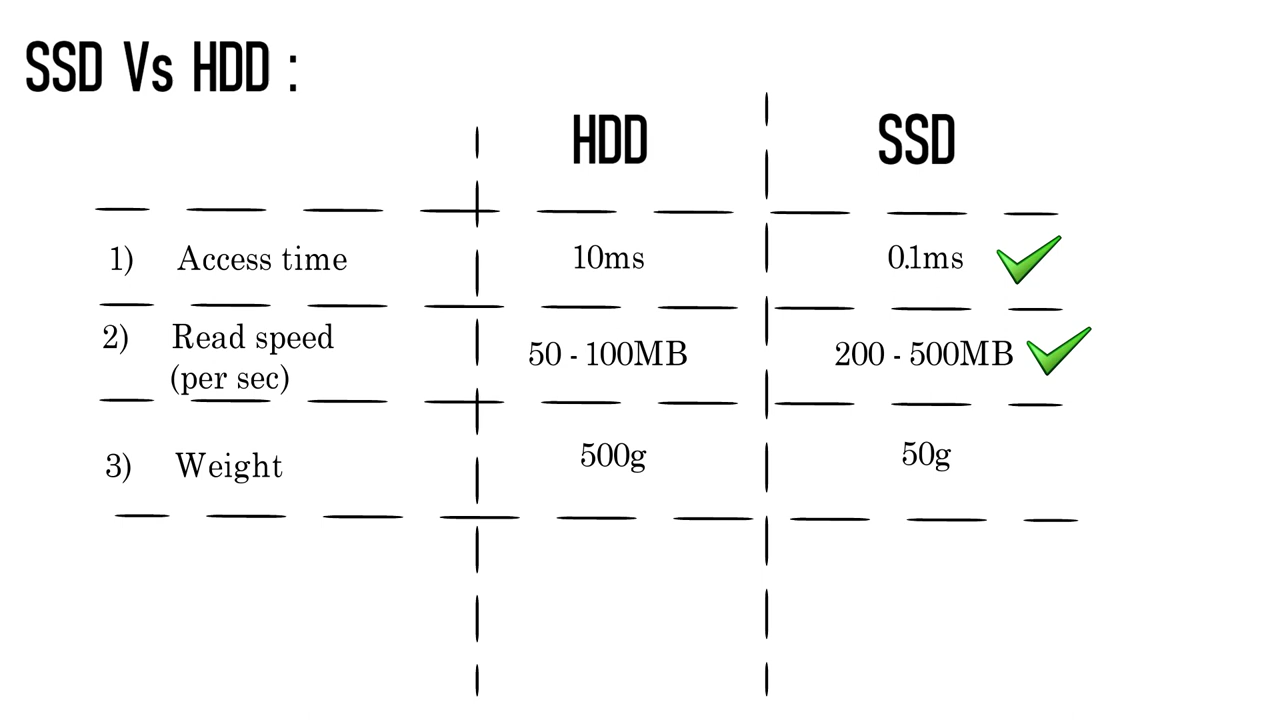 SSD Vs HDD :
HDD SSD
1) Access time 10ms 0.1ms
2) Read speed 50 - 100MB 200 - 500MB
(per sec)
3) Weight 500g 50g